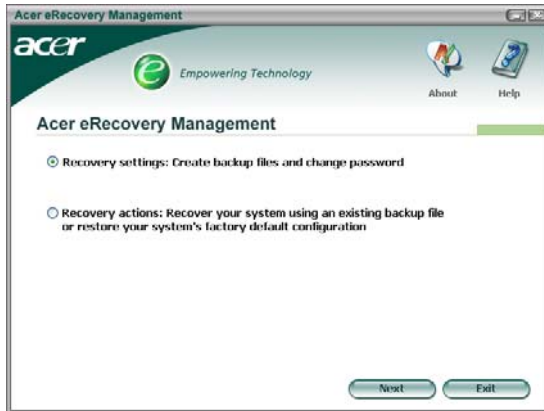 Acer eRecovery Management
acer
e Empowering Technology
About Help
Acer eRecovery Management
Recovery settings: Create backup files and change password
Recovery actions: Recover your system using an existing backup file
or restore your system's factory default configuration
Next Exit